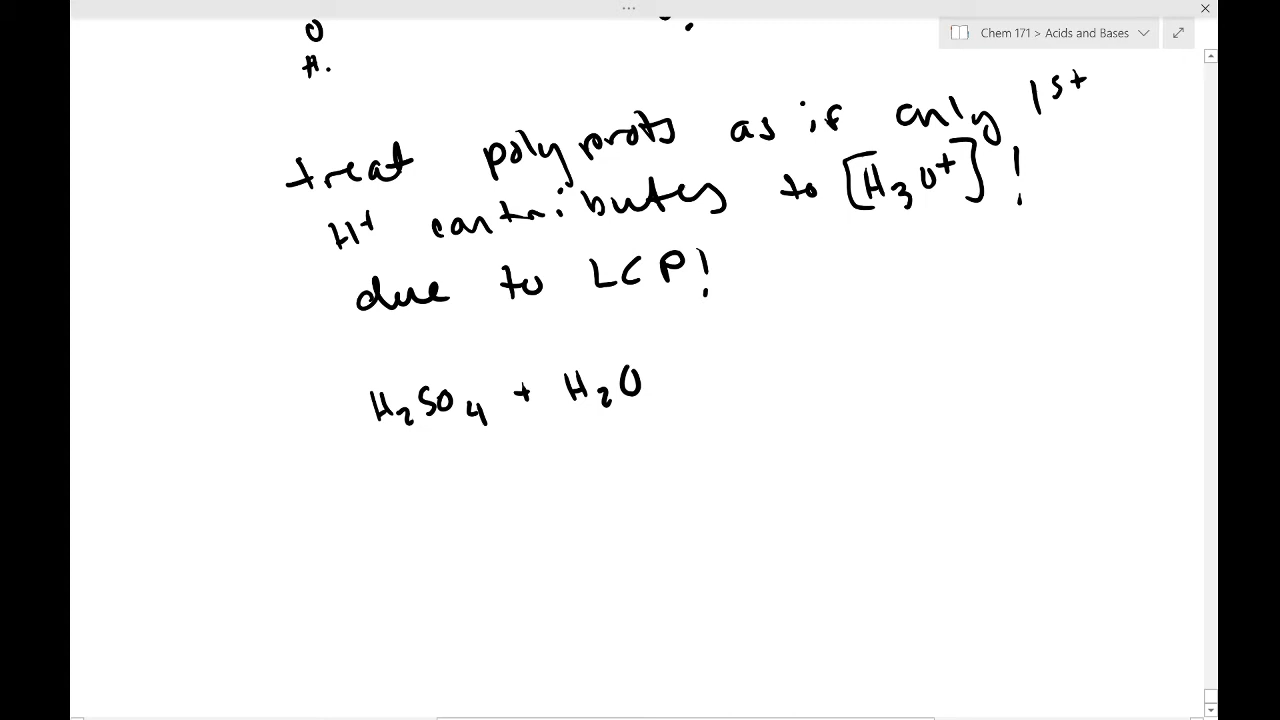 Chem 171 > Acids and Bases
O
H.
treat polyprots as if only 1st
H+ contributes to [H3O+]!
due to LCP!
H2SO4 + H2O